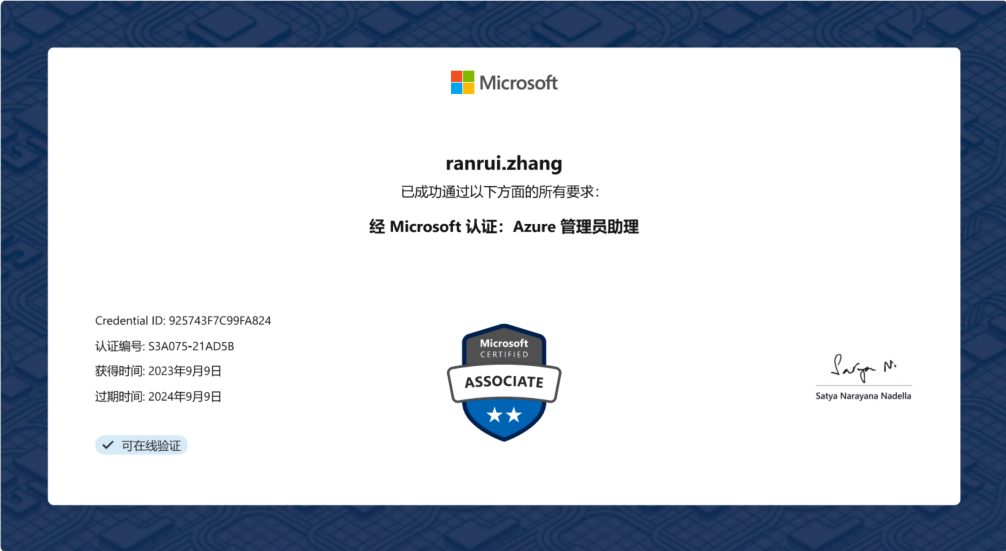 Microsoft
ranrui.zhang
已成功通过以下方面的所有要求：
经 Microsoft 认证：Azure 管理员助理
Credential ID: 925743F7C99FA824
认证编号: S3A075-21AD5B
获得时间: 2023年9月9日
过期时间: 2024年9月9日
可在线验证
Microsoft
CERTIFIED
ASSOCIATE
Satya N.
Satya Narayana Nadella